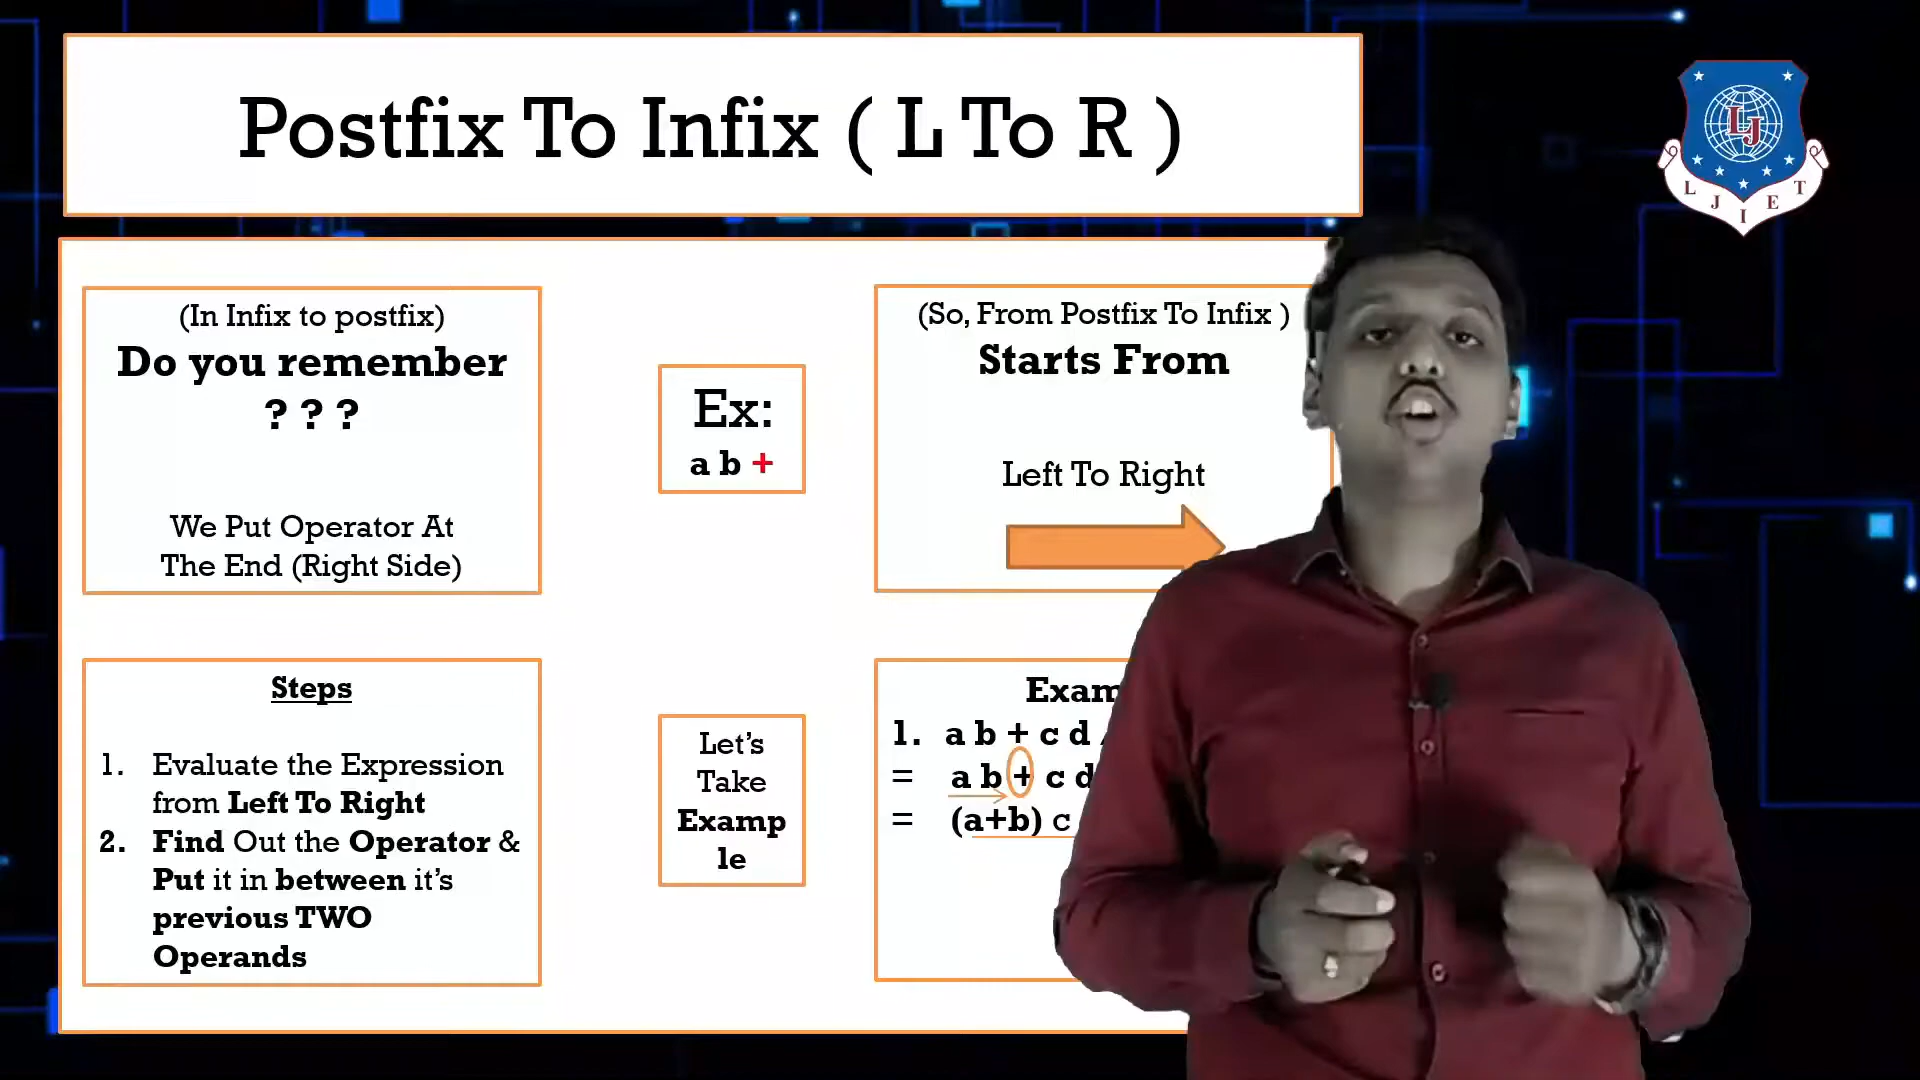 Postfix To Infix ( L To R )
L J I E T
LJ
(In Infix to postfix)
Do you remember
? ? ?
We Put Operator At
The End (Right Side)
Ex:
a b +
(So, From Postfix To Infix )
Starts From
Left To Right
Steps
1. Evaluate the Expression
from Left To Right
2. Find Out the Operator &
Put it in between it's
previous TWO
Operands
Let's
Take
Examp
le
1. a b + c d
= a b + c d
= (a+b) c